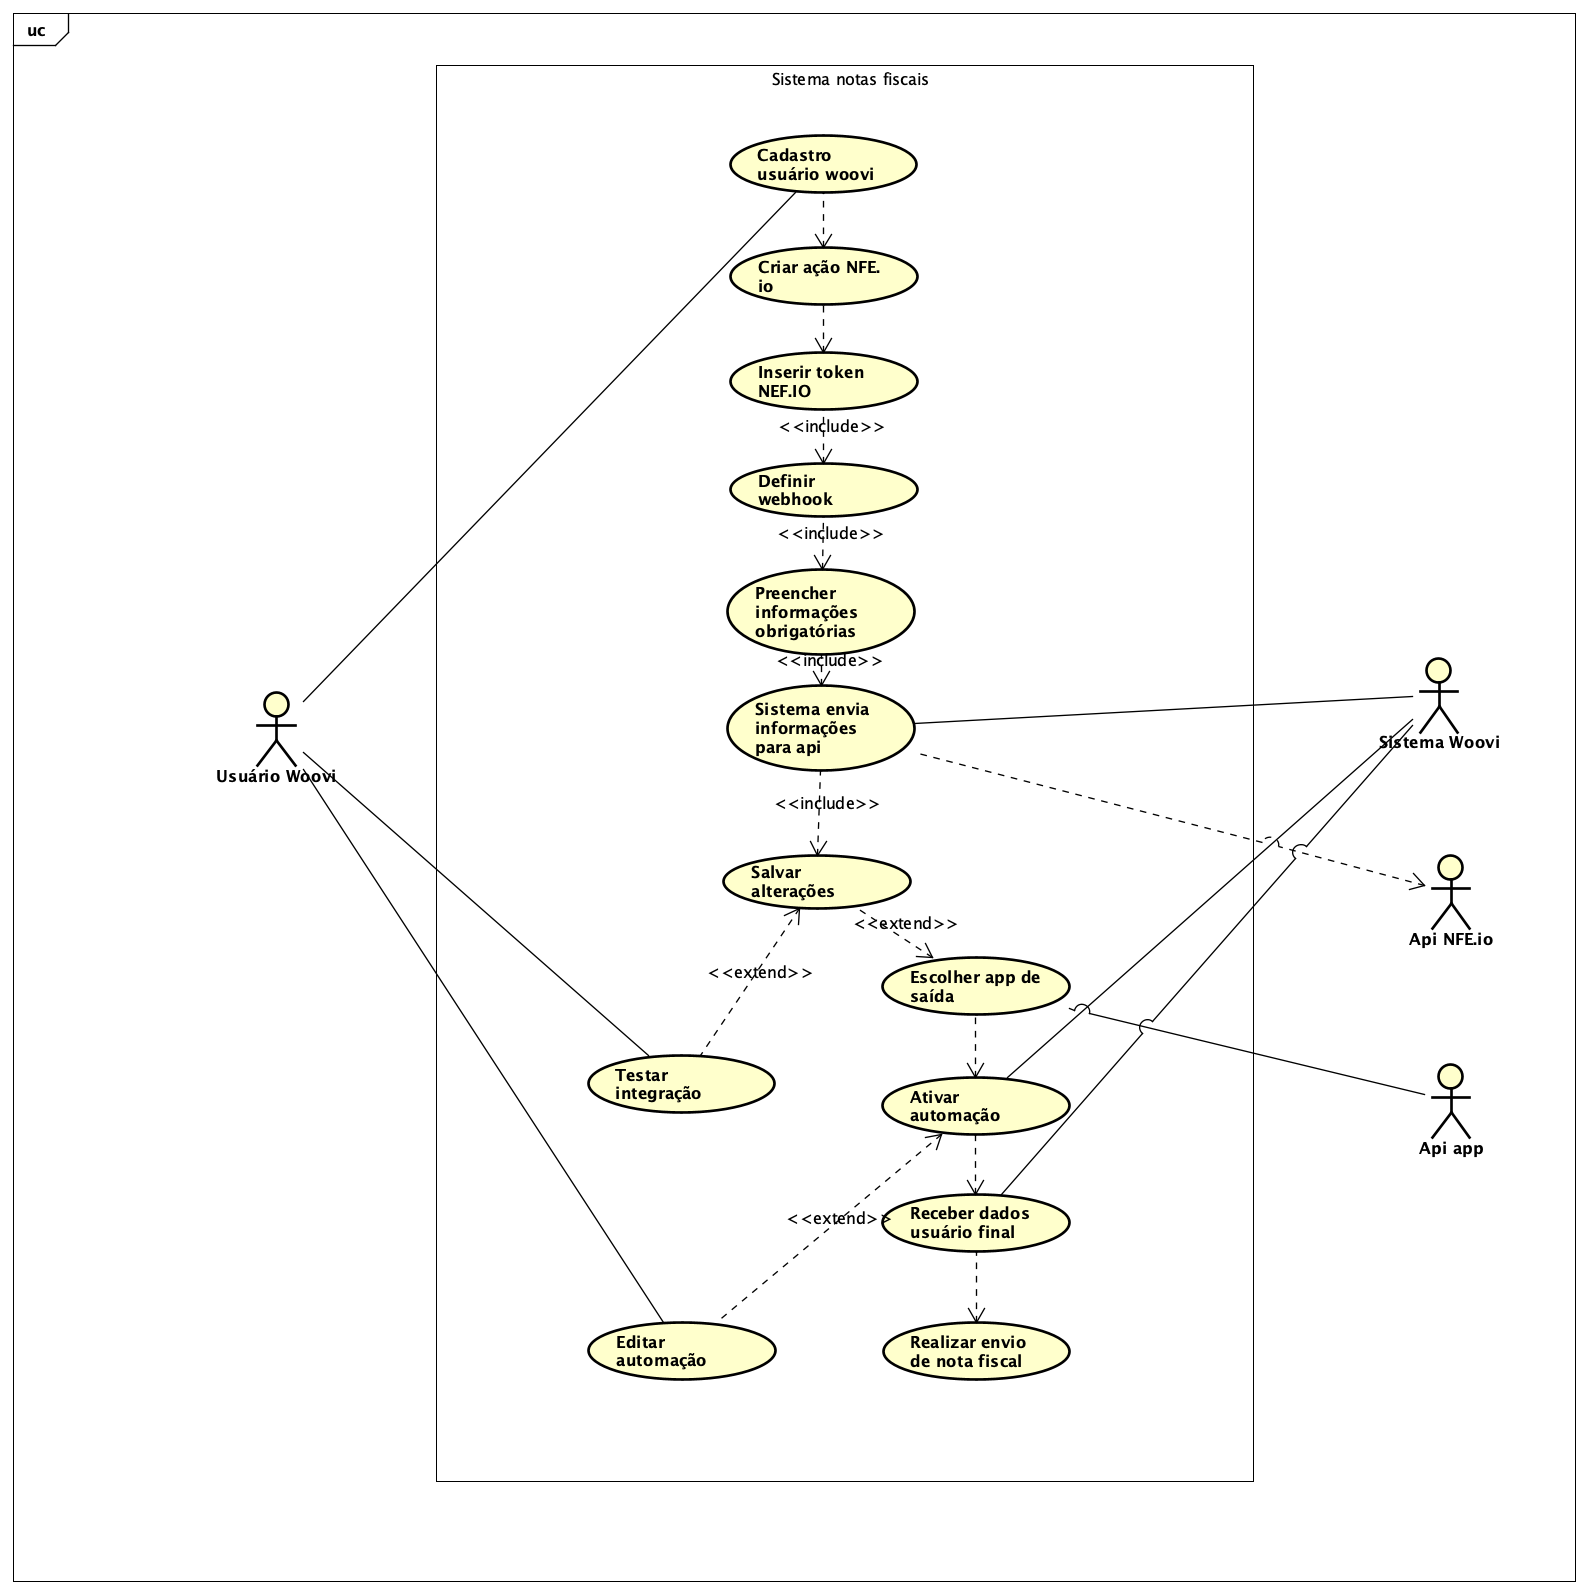 uc
Sistema notas fiscais
Cadastro
usuário woovi
Criar ação NFE.
io
Inserir token
NEF.IO
<<include>>
Definir
webhook
<<include>>
Preencher
informações
obrigatórias
<<include>>
Sistema envia
informações
para api
Sistema Woovi
Usuário Woovi
<<include>>
Salvar
alterações
<<extend>>
Api NFE.io
<<extend>>
Escolher app de
saída
Testar
integração
Ativar
automação
Api app
<<extend>>
Receber dados
usuário final
Editar
automação
Realizar envio
de nota fiscal